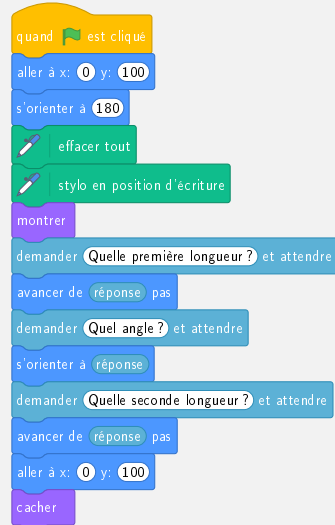 quand est cliqué
aller à x: 0 y: 100
s'orienter à 180
effacer tout
stylo en position d'écriture
montrer
demander Quelle première longueur ? et attendre
avancer de réponse pas
demander Quel angle ? et attendre
s'orienter à réponse
demander Quelle seconde longueur ? et attendre
avancer de réponse pas
aller à x: 0 y: 100
cacher